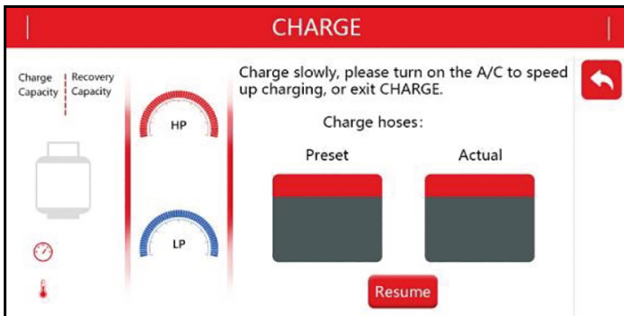 CHARGE
Charge Capacity
Recovery Capacity
HP
LP
Charge slowly, please turn on the A/C to speed
up charging, or exit CHARGE.
Charge hoses:
Preset
Actual
Resume